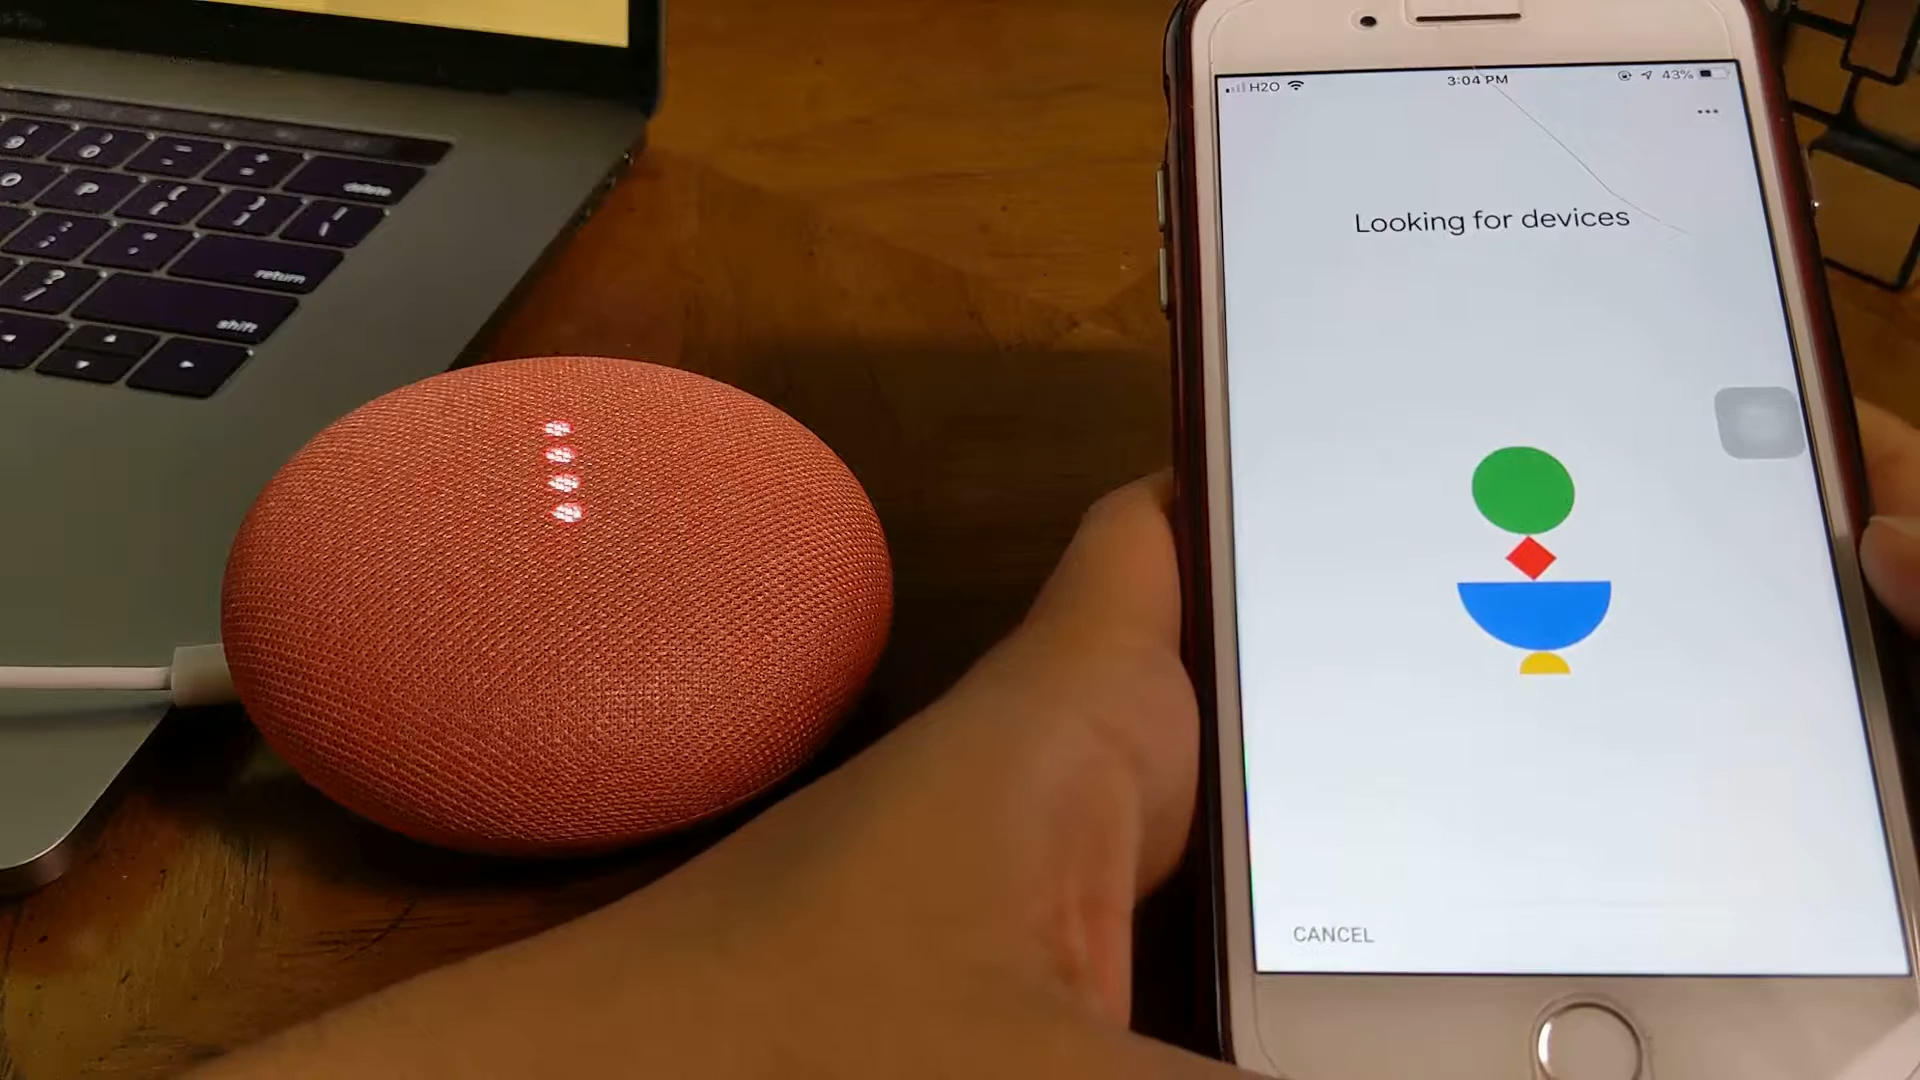 H2O
3:04 PM
43%
Looking for devices
CANCEL
delete
P
return
?
/
shift